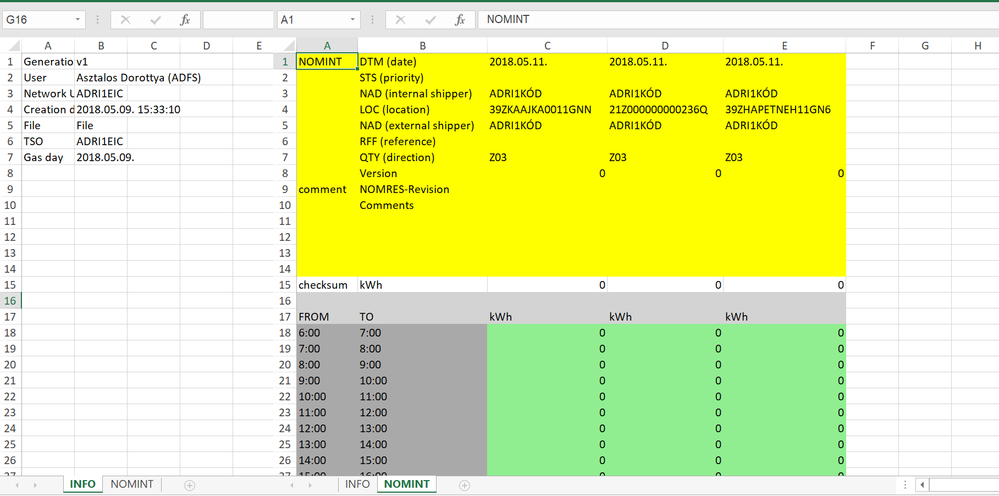 G16 fx A1 fx NOMINT
A B C D E A B C D E F G H
1 Generatio v1 1 NOMINT DTM (date) 2018.05.11. 2018.05.11. 2018.05.11.
2 User Asztalos Dorottya (ADFS) 2 STS (priority)
3 Network U ADRI1EIC 3 NAD (internal shipper) ADRI1KÓD ADRI1KÓD ADRI1KÓD
4 Creation d 2018.05.09. 15:33:10 4 LOC (location) 39ZKAAJKA0011GNN 21Z000000000236Q 39ZHAPETNEH11GN6
5 File File 5 NAD (external shipper) ADRI1KÓD ADRI1KÓD ADRI1KÓD
6 TSO ADRI1EIC 6 RFF (reference)
7 Gas day 2018.05.09. 7 QTY (direction) Z03 Z03 Z03
8 8 Version 0 0 0
9 9 comment NOMRES-Revision
10 10 Comments
11 11
12 12
13 13
14 14
15 15 checksum kWh 0 0 0
16 16
17 17 FROM TO kWh kWh kWh
18 18 6:00 7:00 0 0 0
19 19 7:00 8:00 0 0 0
20 20 8:00 9:00 0 0 0
21 21 9:00 10:00 0 0 0
22 22 10:00 11:00 0 0 0
23 23 11:00 12:00 0 0 0
24 24 12:00 13:00 0 0 0
25 25 13:00 14:00 0 0 0
26 26 14:00 15:00 0 0 0
27 27 15:00 16:00 0 0 0
INFO NOMINT INFO NOMINT